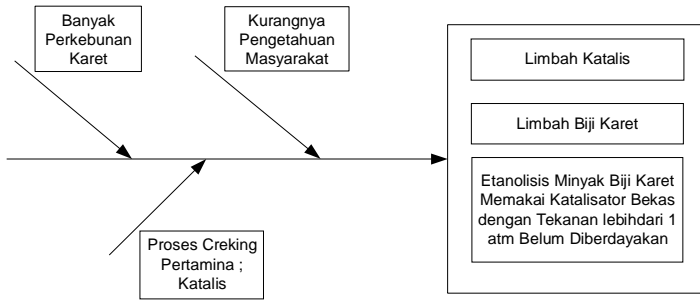 Banyak
Perkebunan
Karet
Kurangnya
Pengetahuan
Masyarakat
Limbah Katalis
Limbah Biji Karet
Etanolisis Minyak Biji Karet
Memakai Katalisator Bekas
dengan Tekanan lebihdari 1
atm Belum Diberdayakan
Proses Creking
Pertamina ;
Katalis